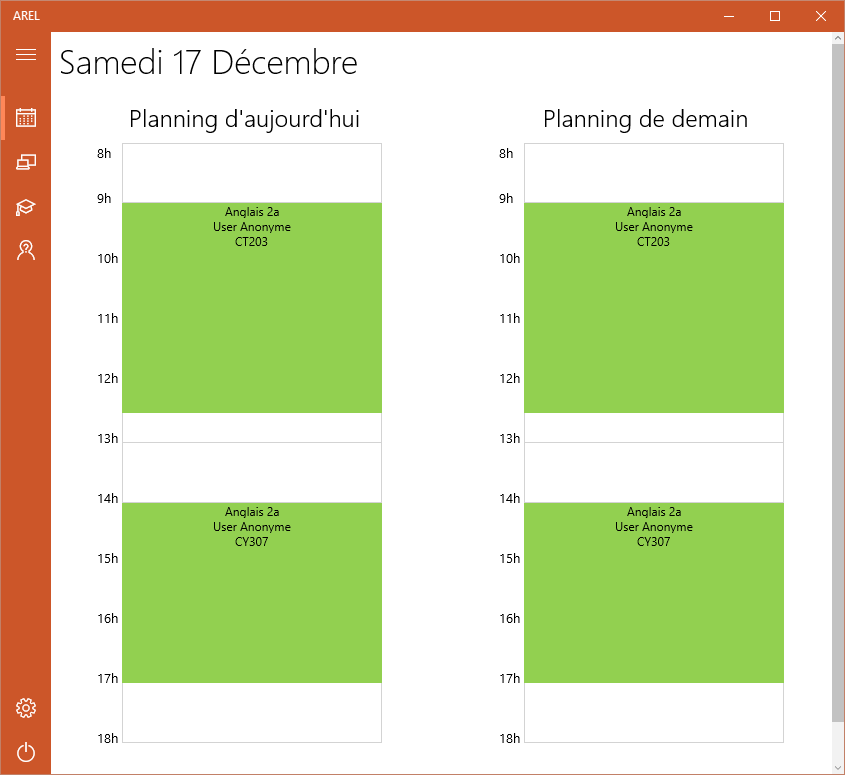 AREL
Samedi 17 Décembre
Planning d'aujourd'hui
8h
9h
Anglais 2a
User Anonyme
CT203
10h
11h
12h
13h
14h
Anglais 2a
User Anonyme
CY307
15h
16h
17h
18h
Planning de demain
8h
9h
Anglais 2a
User Anonyme
CT203
10h
11h
12h
13h
14h
Anglais 2a
User Anonyme
CY307
15h
16h
17h
18h